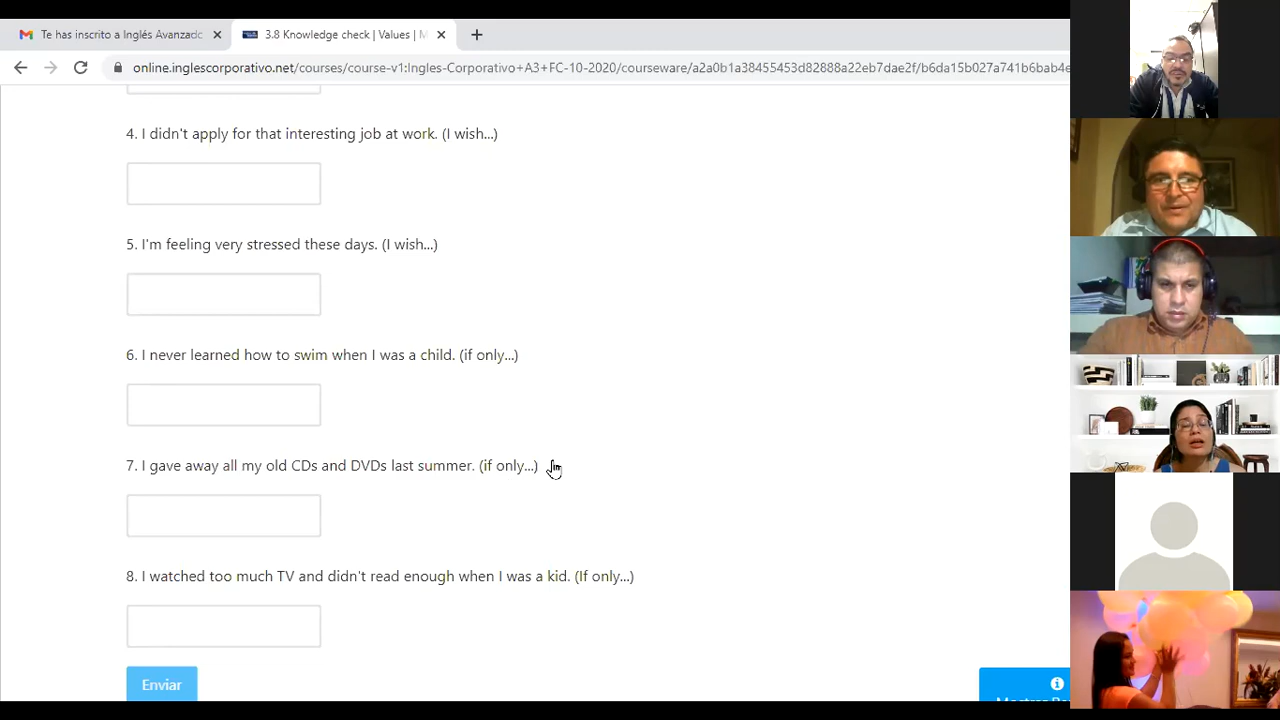 Te has inscrito a Inglés Avanzado
3.8 Knowledge check | Values | M
online.inglescorporativo.net/courses/course-v1:Ingles-Corporativo+A3+FC-10-2020/courseware/a2a0b1a38455453d82888a22eb7dae2f/b6da15b027a741b6bab4e
4. I didn't apply for that interesting job at work. (I wish...)
5. I'm feeling very stressed these days. (I wish...)
6. I never learned how to swim when I was a child. (if only...)
7. I gave away all my old CDs and DVDs last summer. (if only...)
8. I watched too much TV and didn't read enough when I was a kid. (If only...)
Enviar